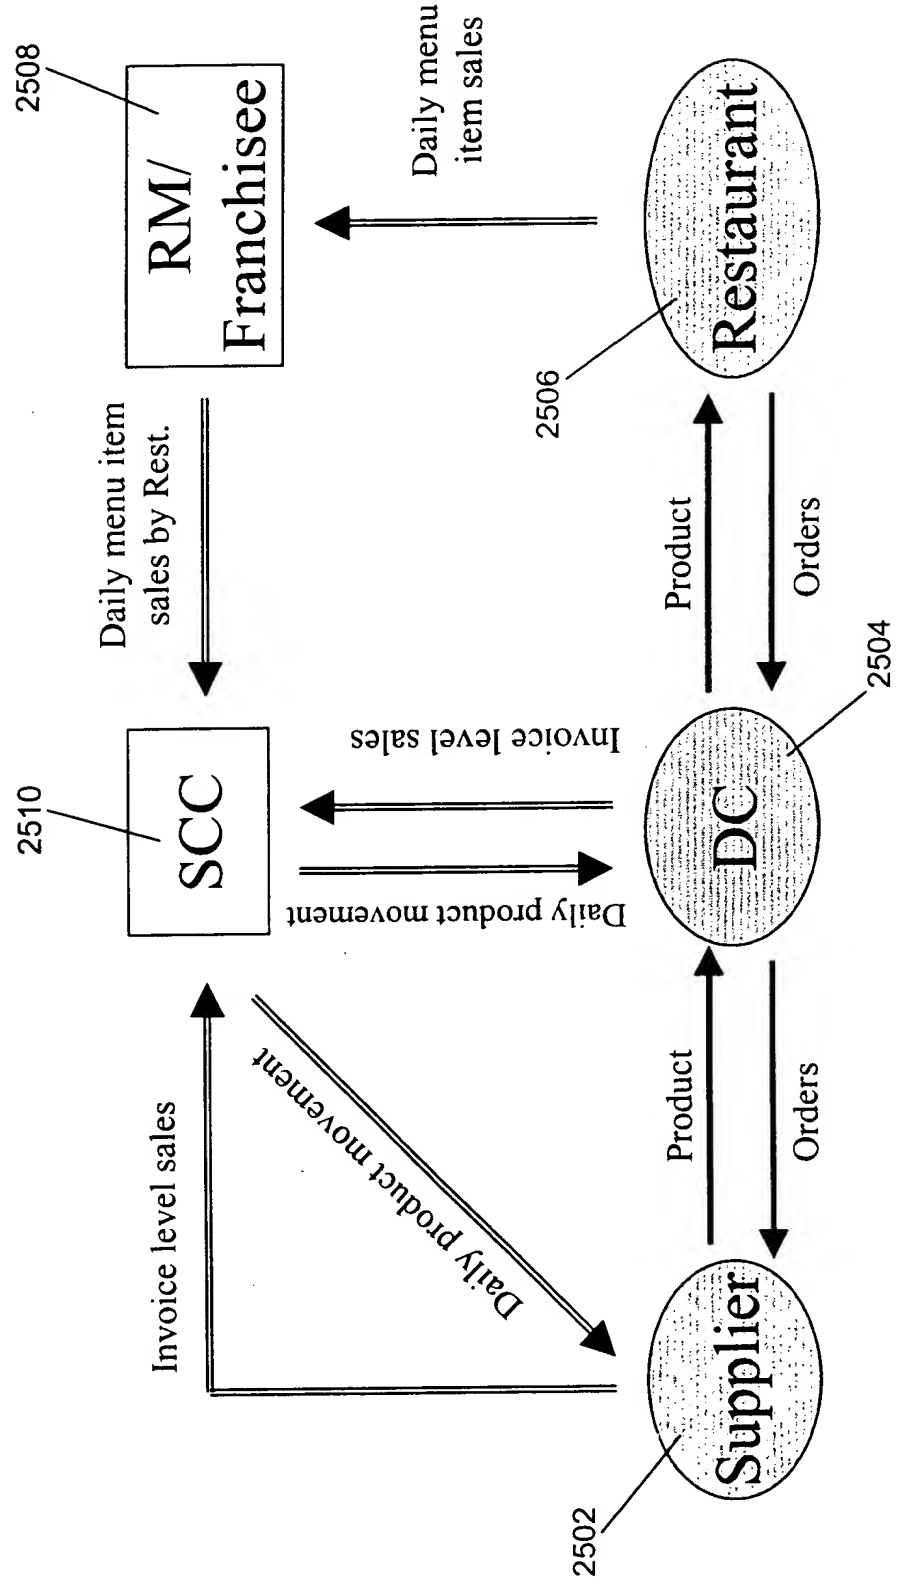 2510
2508
SCC
RM/
Franchisee
Daily menu item
sales by Rest.
Invoice level sales
Daily product movement
Daily product movement
Invoice level sales
Daily menu
item sales
2502
Supplier
Product
Orders
DC
2504
Product
Orders
2506
Restaurant